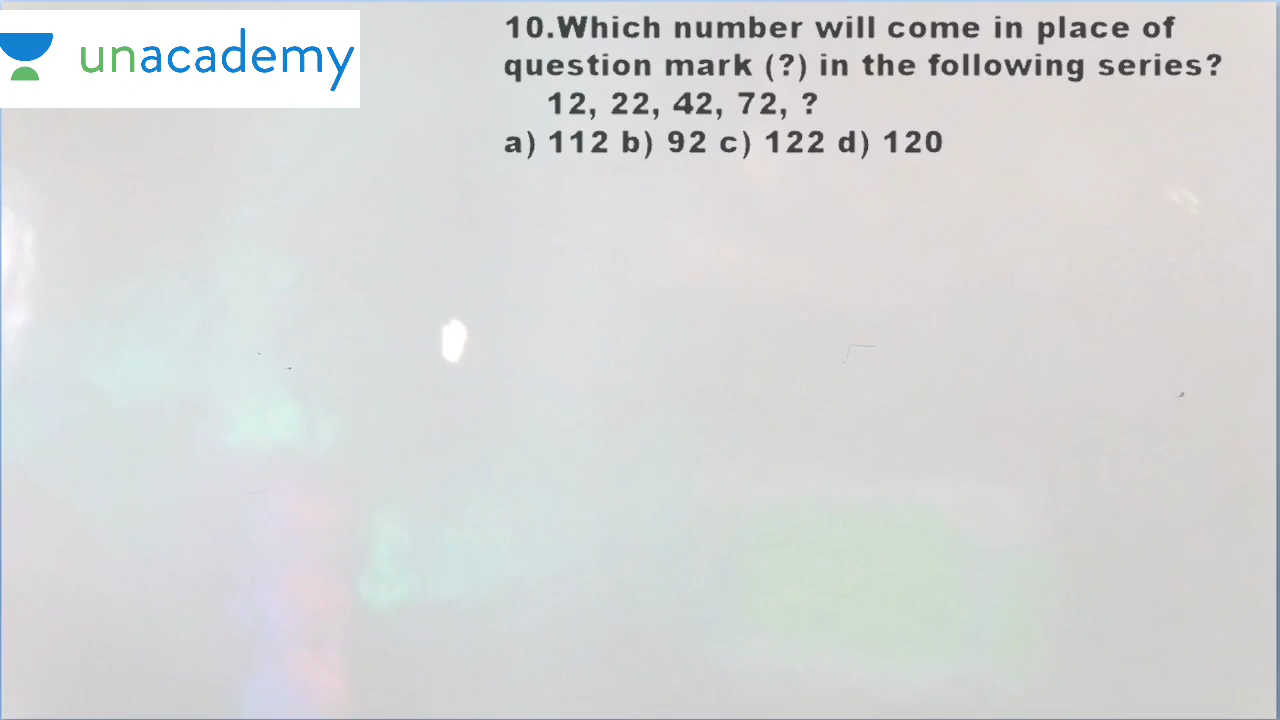 unacademy
10.Which number will come in place of
question mark (?) in the following series?
12, 22, 42, 72, ?
a) 112 b) 92 c) 122 d) 120